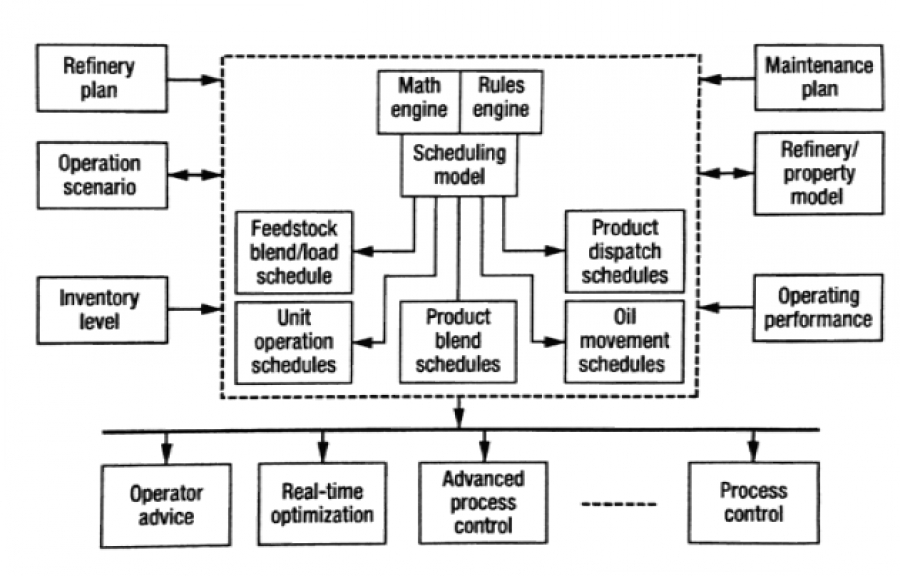 Refinery
plan
Math
engine
Rules
engine
Maintenance
plan
Operation
scenario
Scheduling
model
Refinery/
property
model
Feedstock
blend/load
schedule
Product
dispatch
schedules
Inventory
level
Unit
operation
schedules
Product
blend
schedules
Oil
movement
schedules
Operating
performance
Operator
advice
Real-time
optimization
Advanced
process
control
Process
control